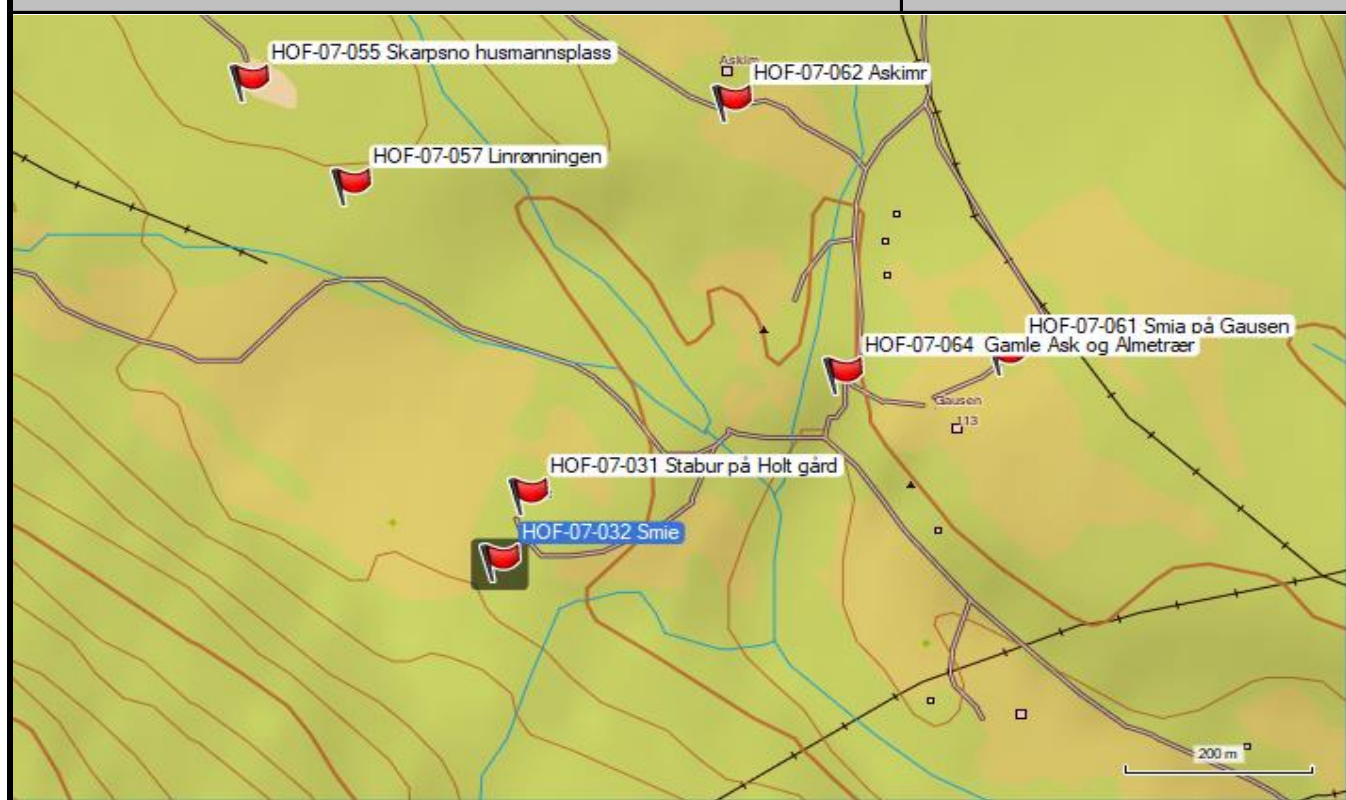 HOF-07-055 Skarpsno husmannsplass
Askim
HOF-07-062 Askimr
HOF-07-057 Linrønningen
HOF-07-061 Smia på Gausen
HOF-07-064 Gamle Ask og Almetrær
Gausen
113
HOF-07-031 Stabur på Holt gård
HOF-07-032 Smie
200 m